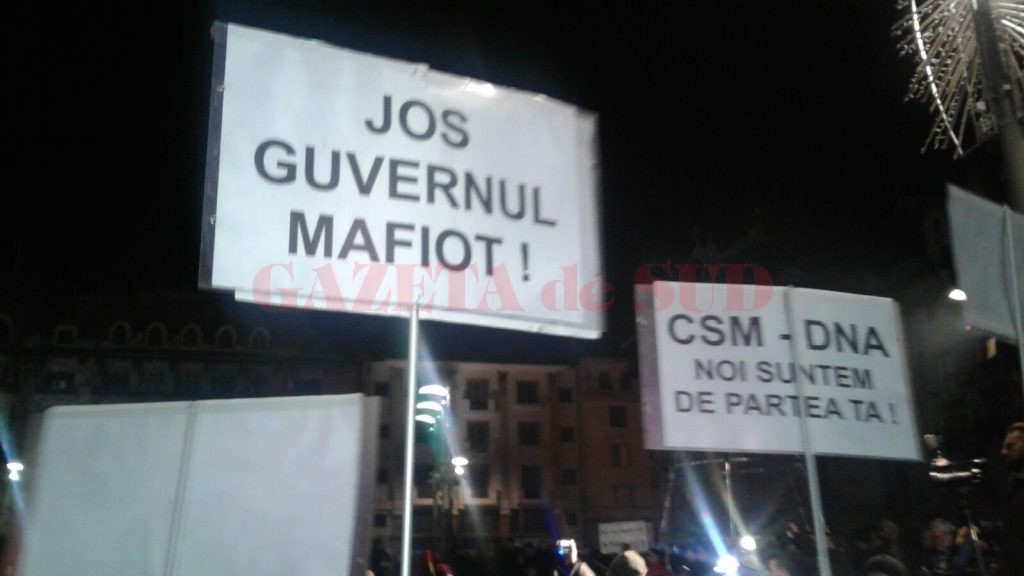 JOS
GUVERNUL
MAFIOT !
GAZETA de SUD
CSM - DNA
NOI SUNTEM
DE PARTEA TA !